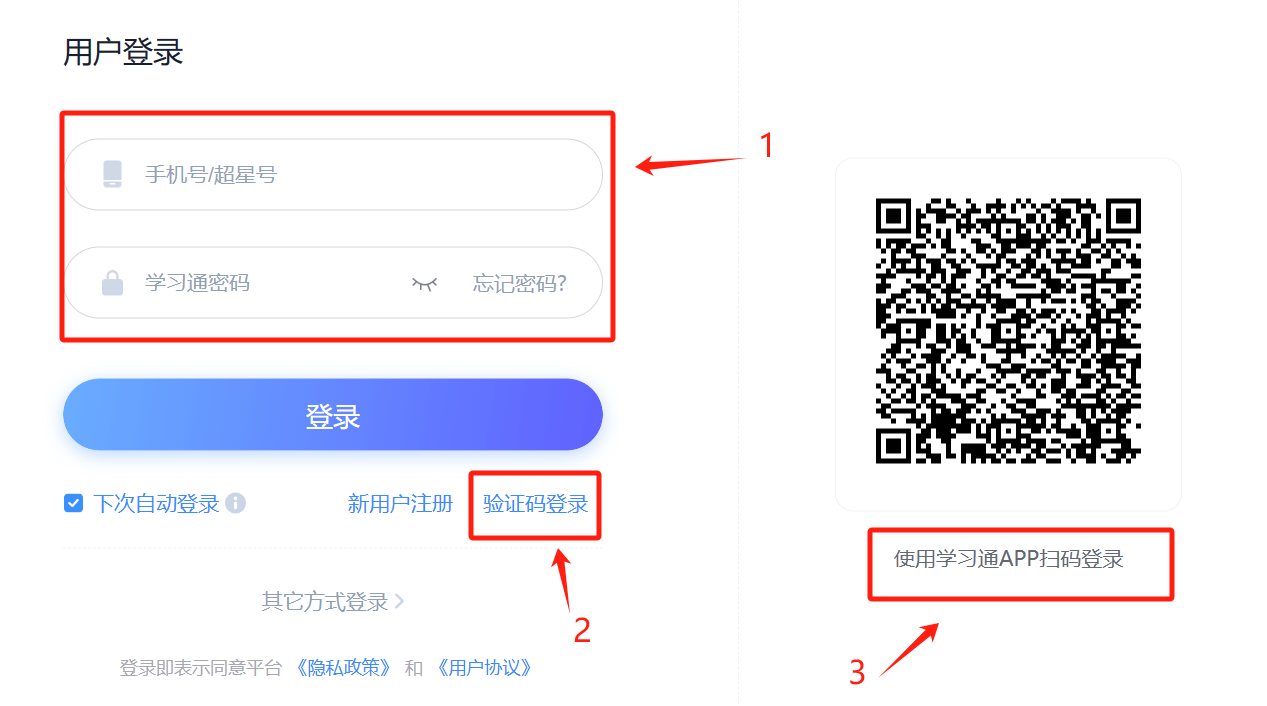 用户登录
手机号/超星号
1
学习通密码 忘记密码?
登录
下次自动登录 新用户注册 验证码登录
使用学习通APP扫码登录
其它方式登录
2
3
登录即表示同意平台 《隐私政策》 和 《用户协议》